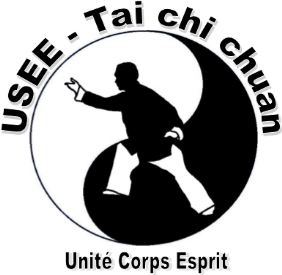 USEE - Tai chi chuan
Unité Corps Esprit